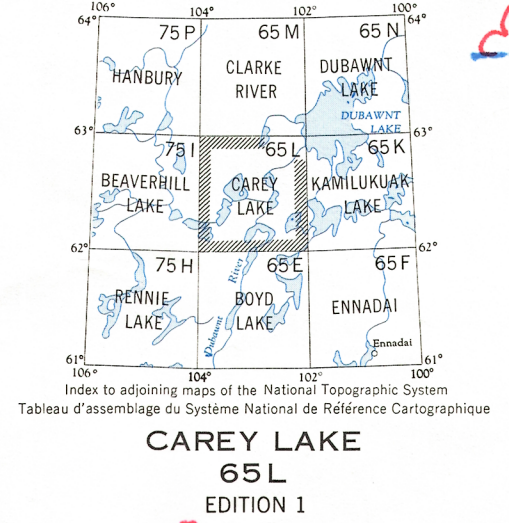 106° 104° 102° 100°
64° 75 P 65 M 65 N 64°
HANBURY CLARKE RIVER DUBAWNT LAKE
DUBAWNT LAKE
63° 75 I 65 L 65 K 63°
BEAVERHILL LAKE CAREY LAKE KAMILUKUAK LAKE
62° 75 H 65 E 65 F 62°
RENNIE LAKE BOYD LAKE ENNADAI
Dubawnt River
Ennadai
61° 61°
106° 104° 102° 100°
Index to adjoining maps of the National Topographic System
Tableau d'assemblage du Système National de Référence Cartographique
CAREY LAKE
65 L
EDITION 1